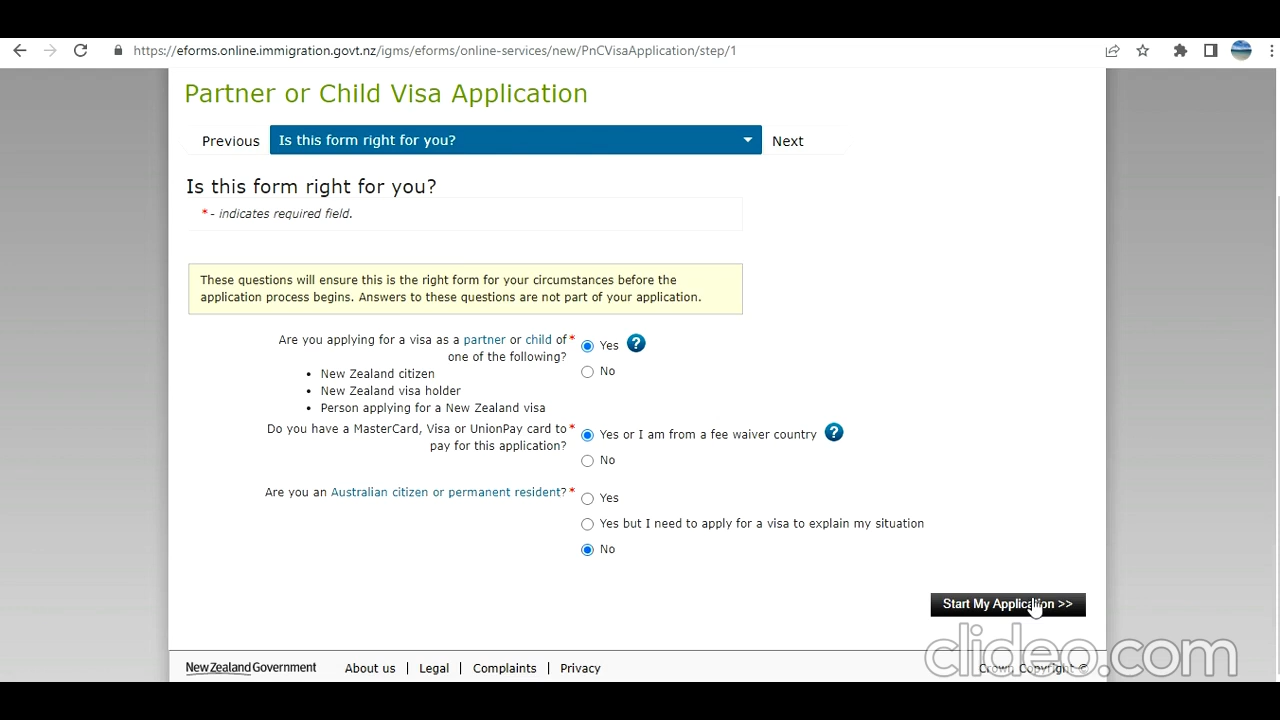 https://eforms.online.immigration.govt.nz/igms/eforms/online-services/new/PnCVisaApplication/step/1
Partner or Child Visa Application
Previous
Is this form right for you?
Next
Is this form right for you?
* - indicates required field.
These questions will ensure this is the right form for your circumstances before the
application process begins. Answers to these questions are not part of your application.
Are you applying for a visa as a partner or child of*
one of the following?
• New Zealand citizen
• New Zealand visa holder
• Person applying for a New Zealand visa
Yes ?
No
Do you have a MasterCard, Visa or UnionPay card to*
pay for this application?
Yes or I am from a fee waiver country ?
No
Are you an Australian citizen or permanent resident?*
Yes
Yes but I need to apply for a visa to explain my situation
No
Start My Application >>
New Zealand Government
About us | Legal | Complaints | Privacy
Crown Copyright ©
clideo.com